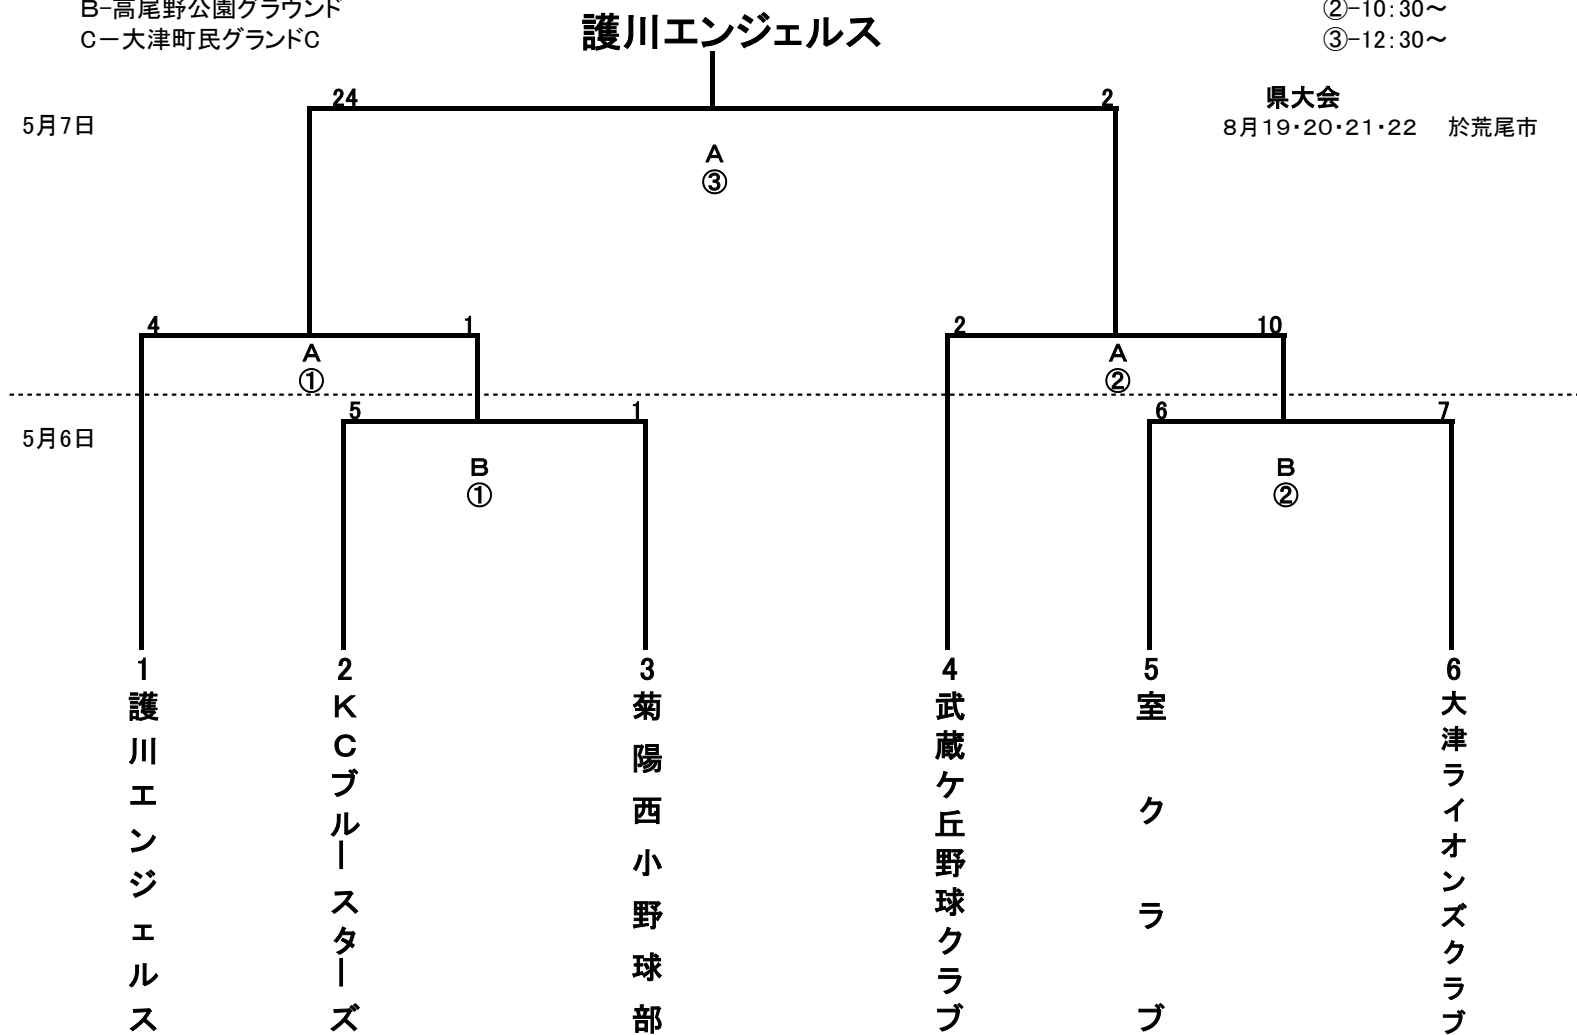 B-高尾野公園グラウンド
C－大津町民グランドC
護川エンジェルス
②-10:30～
③-12:30～
県大会
8月19・20・21・22　於荒尾市
5月7日
24
2
A
③
4
1
A
①
2
10
A
②
5月6日
5
1
B
①
6
7
B
②
1
護川エンジェルス
2
KCブルースターズ
3
菊陽西小野球部
4
武蔵ケ丘野球クラブ
5
室クラブ
6
大津ライオンズクラブ